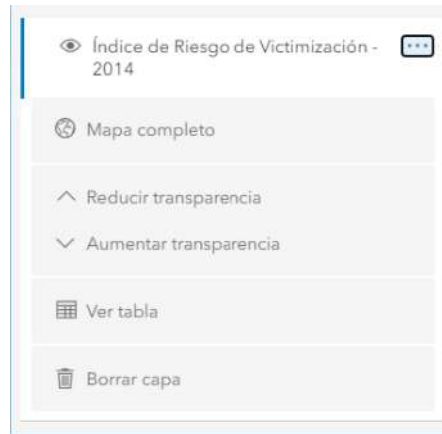 Índice de Riesgo de Victimización -
2014
Mapa completo
Reducir transparencia
Aumentar transparencia
Ver tabla
Borrar capa